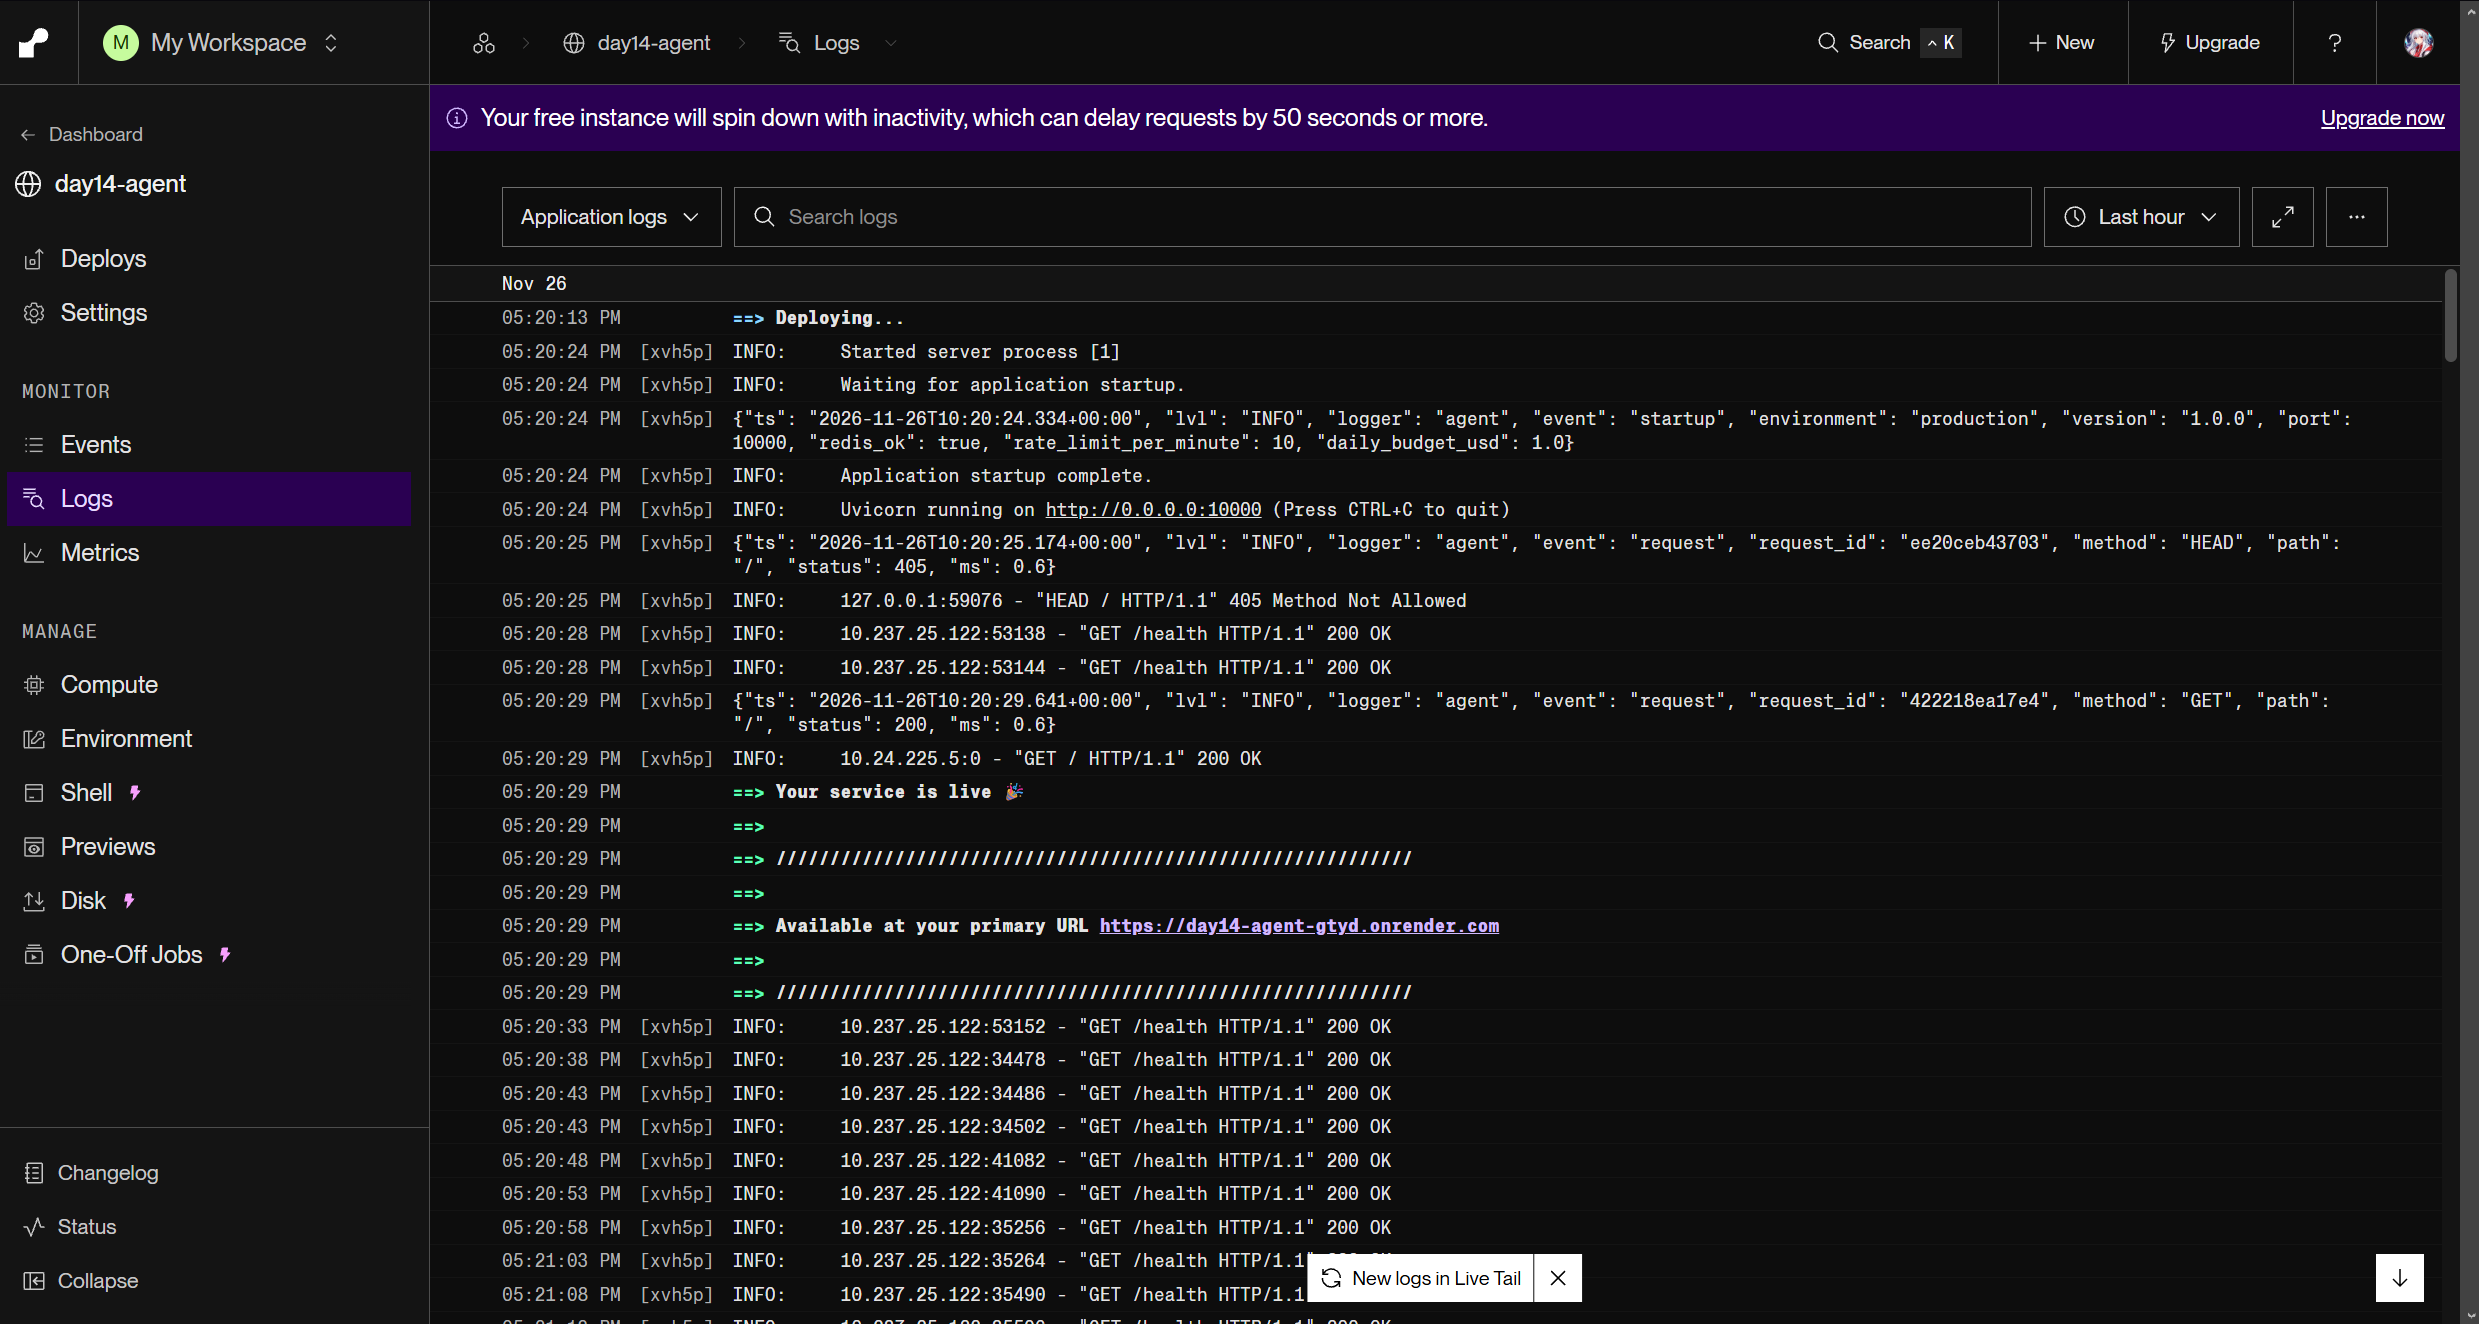 M My Workspace
day14-agent
Logs
Search
K
New
Upgrade
?
Your free instance will spin down with inactivity, which can delay requests by 50 seconds or more.
Upgrade now
Dashboard
day14-agent
Deploys
Settings
MONITOR
Events
Logs
Metrics
MANAGE
Compute
Environment
Shell
Previews
Disk
One-Off Jobs
Changelog
Status
Collapse
Application logs
Search logs
Last hour
Nov 26
05:20:13 PM ==> Deploying...
05:20:24 PM [xvh5p] INFO: Started server process [1]
05:20:24 PM [xvh5p] INFO: Waiting for application startup.
05:20:24 PM [xvh5p] {"ts": "2026-11-26T10:20:24.334+00:00", "lvl": "INFO", "logger": "agent", "event": "startup", "environment": "production", "version": "1.0.0", "port":
10000, "redis_ok": true, "rate_limit_per_minute": 10, "daily_budget_usd": 1.0}
05:20:24 PM [xvh5p] INFO: Application startup complete.
05:20:24 PM [xvh5p] INFO: Uvicorn running on http://0.0.0.0:10000 (Press CTRL+C to quit)
05:20:25 PM [xvh5p] {"ts": "2026-11-26T10:20:25.174+00:00", "lvl": "INFO", "logger": "agent", "event": "request", "request_id": "ee20ceb43703", "method": "HEAD", "path":
"/", "status": 405, "ms": 0.6}
05:20:25 PM [xvh5p] INFO: 127.0.0.1:59076 - "HEAD / HTTP/1.1" 405 Method Not Allowed
05:20:28 PM [xvh5p] INFO: 10.237.25.122:53138 - "GET /health HTTP/1.1" 200 OK
05:20:28 PM [xvh5p] INFO: 10.237.25.122:53144 - "GET /health HTTP/1.1" 200 OK
05:20:29 PM [xvh5p] {"ts": "2026-11-26T10:20:29.641+00:00", "lvl": "INFO", "logger": "agent", "event": "request", "request_id": "422218ea17e4", "method": "GET", "path":
"/", "status": 200, "ms": 0.6}
05:20:29 PM [xvh5p] INFO: 10.24.225.5:0 - "GET / HTTP/1.1" 200 OK
05:20:29 PM ==> Your service is live 🎉
05:20:29 PM ==>
05:20:29 PM ==> ///////////////////////////////////////////////////////////
05:20:29 PM ==>
05:20:29 PM ==> Available at your primary URL https://day14-agent-gtyd.onrender.com
05:20:29 PM ==>
05:20:29 PM ==> ///////////////////////////////////////////////////////////
05:20:33 PM [xvh5p] INFO: 10.237.25.122:53152 - "GET /health HTTP/1.1" 200 OK
05:20:38 PM [xvh5p] INFO: 10.237.25.122:34478 - "GET /health HTTP/1.1" 200 OK
05:20:43 PM [xvh5p] INFO: 10.237.25.122:34486 - "GET /health HTTP/1.1" 200 OK
05:20:43 PM [xvh5p] INFO: 10.237.25.122:34502 - "GET /health HTTP/1.1" 200 OK
05:20:48 PM [xvh5p] INFO: 10.237.25.122:41082 - "GET /health HTTP/1.1" 200 OK
05:20:53 PM [xvh5p] INFO: 10.237.25.122:41090 - "GET /health HTTP/1.1" 200 OK
05:20:58 PM [xvh5p] INFO: 10.237.25.122:35256 - "GET /health HTTP/1.1" 200 OK
05:21:03 PM [xvh5p] INFO: 10.237.25.122:35264 - "GET /health HTTP/1.1
05:21:08 PM [xvh5p] INFO: 10.237.25.122:35490 - "GET /health HTTP/1.1
New logs in Live Tail